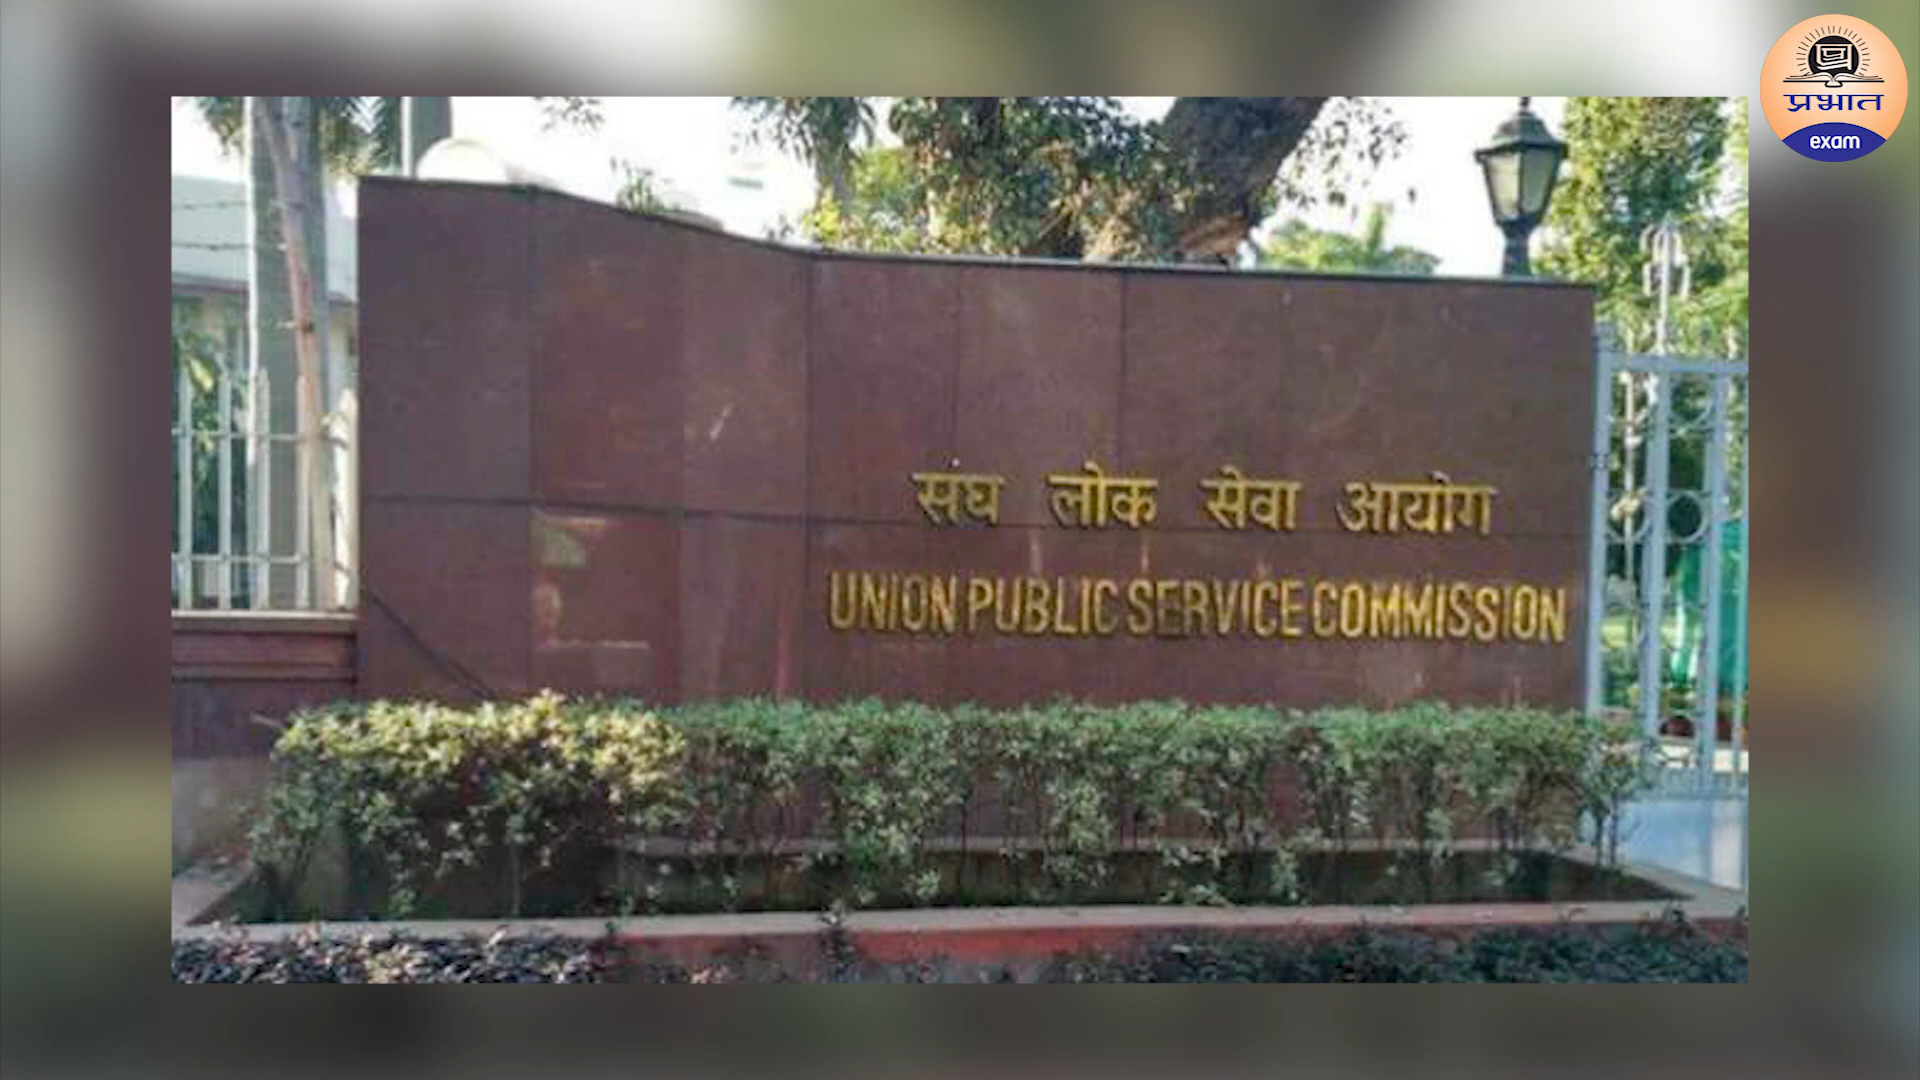 प्रभात
exam
संघ लोक सेवा आयोग
UNION PUBLIC SERVICE COMMISSION